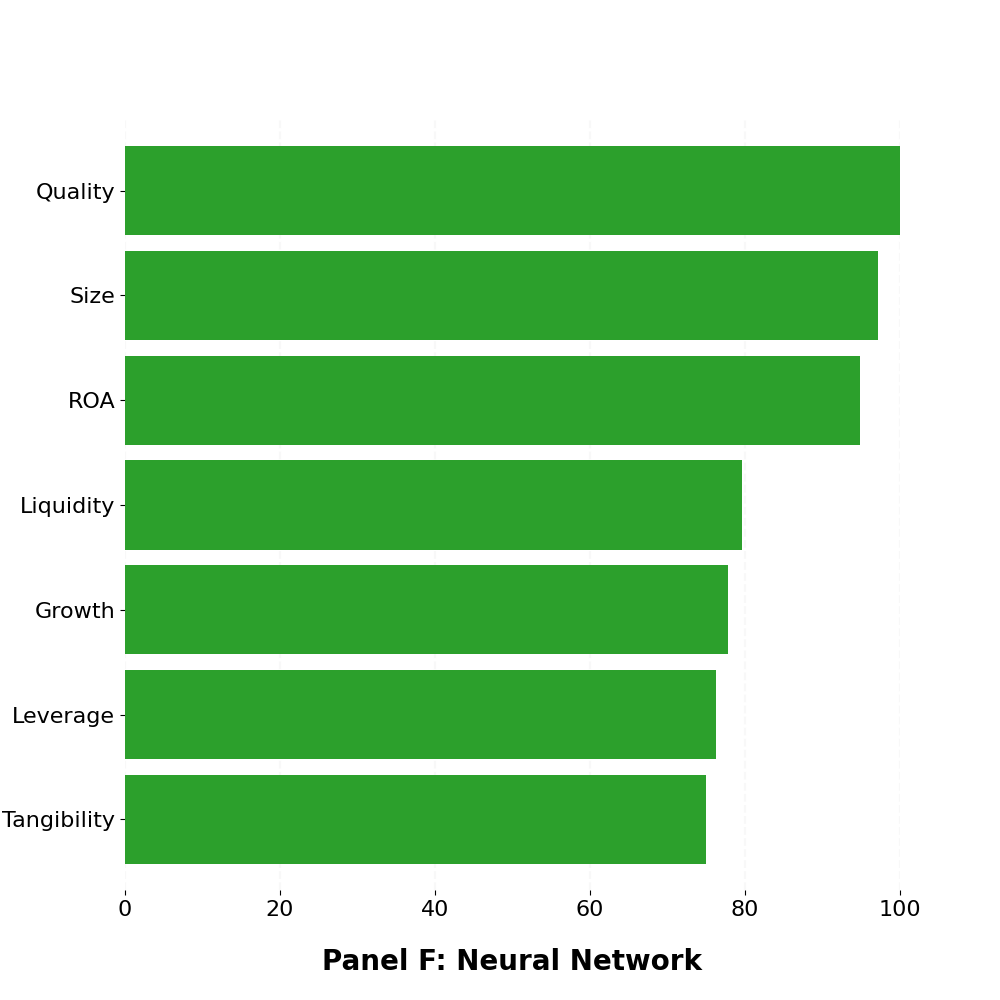 Quality
Size
ROA
Liquidity
Growth
Leverage
Tangibility
0 20 40 60 80 100
Panel F: Neural Network